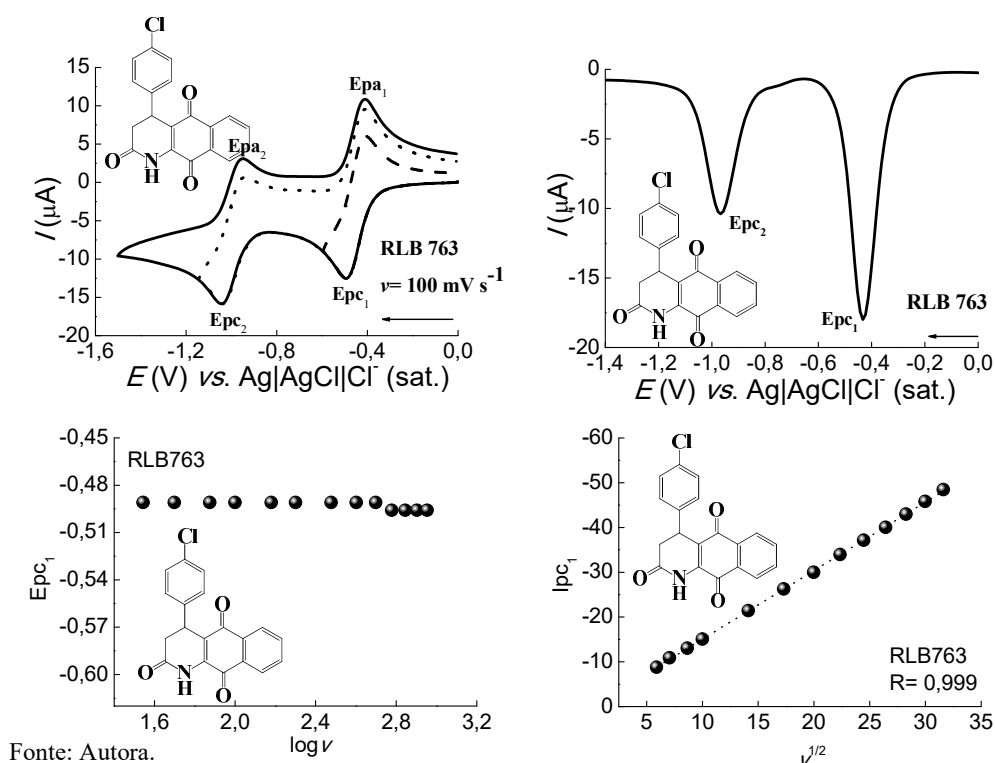 Cl
O
O
N
H
O
Epa₁
Epa₂
15
10
5
0
-5
-10
-15
-20
I (µA)
RLB 763
v= 100 mV s⁻¹
Epc₁
Epc₂
-1,6
-1,2
-0,8
-0,4
0,0
E (V) vs. Ag|AgCl|Cl⁻ (sat.)
0
-5
-10
-15
-20
I (µA)
Cl
O
O
N
H
O
Epc₂
Epc₁
RLB 763
-1,4
-1,2
-1,0
-0,8
-0,6
-0,4
-0,2
0,0
E (V) vs. Ag|AgCl|Cl⁻ (sat.)
-0,45
-0,48
-0,51
-0,54
-0,57
-0,60
Epc₁
RLB763
Cl
O
O
N
H
O
1,6
2,0
2,4
2,8
3,2
logv
-60
-50
-40
-30
-20
-10
0
Ipc₁
Cl
O
O
N
H
O
RLB763
R= 0,999
5
10
15
20
25
30
35
v^1/2
Fonte: Autora.